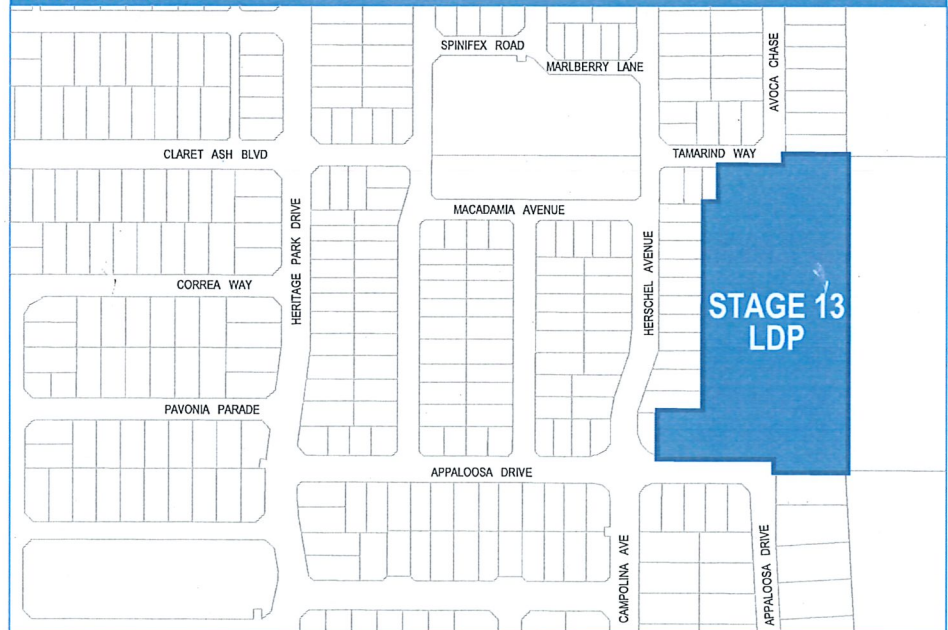 SPINIFEX ROAD
MARLBERRY LANE
AVOCA CHASE
CLARET ASH BLVD
TAMARIND WAY
MACADAMIA AVENUE
HERITAGE PARK DRIVE
HERSCHEL AVENUE
CORREA WAY
STAGE 13
LDP
PAVONIA PARADE
APPALOOSA DRIVE
CAMPOLINA AVE
APPALOOSA DRIVE